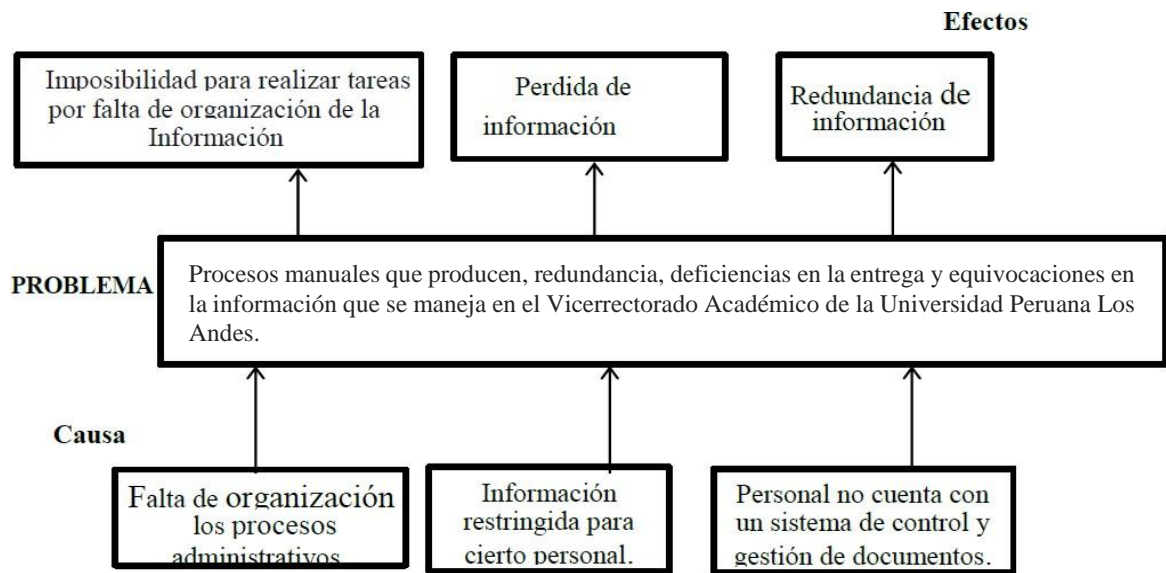 Efectos
Imposibilidad para realizar tareas
por falta de organización de la
Información
Perdida de
información
Redundancia de
información
PROBLEMA
Procesos manuales que producen, redundancia, deficiencias en la entrega y equivocaciones en
la información que se maneja en el Vicerrectorado Académico de la Universidad Peruana Los
Andes.
Causa
Falta de organización
los procesos
administrativos
Información
restringida para
cierto personal.
Personal no cuenta con
un sistema de control y
gestión de documentos.